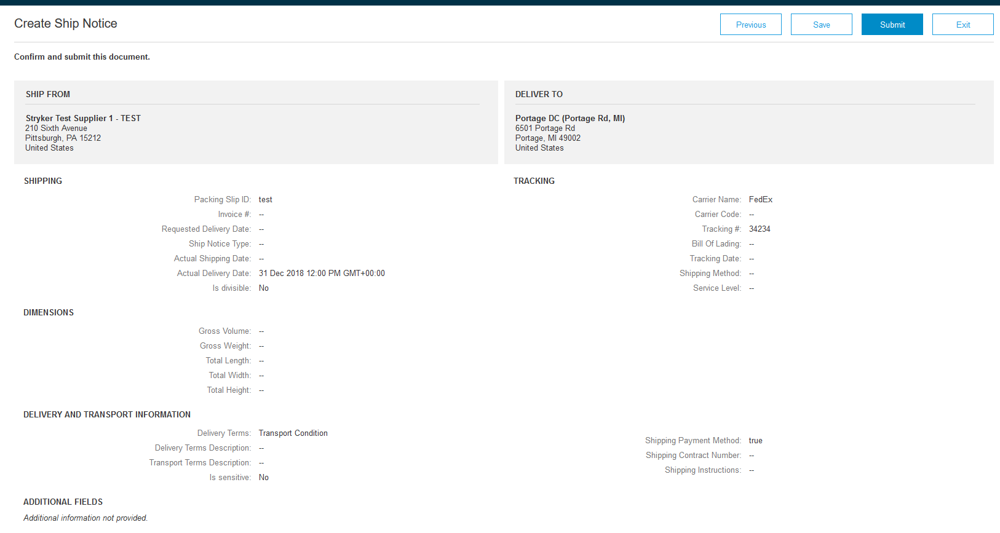 Create Ship Notice
Previous
Save
Submit
Exit
Confirm and submit this document.
SHIP FROM
Stryker Test Supplier 1 - TEST
210 Sixth Avenue
Pittsburgh, PA 15212
United States
DELIVER TO
Portage DC (Portage Rd, MI)
6501 Portage Rd
Portage, MI 49002
United States
SHIPPING
Packing Slip ID: test
Invoice #: --
Requested Delivery Date: --
Ship Notice Type: --
Actual Shipping Date: --
Actual Delivery Date: 31 Dec 2018 12:00 PM GMT+00:00
Is divisible: No
TRACKING
Carrier Name: FedEx
Carrier Code: --
Tracking #: 34234
Bill Of Lading: --
Tracking Date: --
Shipping Method: --
Service Level: --
DIMENSIONS
Gross Volume: --
Gross Weight: --
Total Length: --
Total Width: --
Total Height: --
DELIVERY AND TRANSPORT INFORMATION
Delivery Terms: Transport Condition
Delivery Terms Description: --
Transport Terms Description: --
Is sensitive: No
Shipping Payment Method: true
Shipping Contract Number: --
Shipping Instructions: --
ADDITIONAL FIELDS
Additional information not provided.